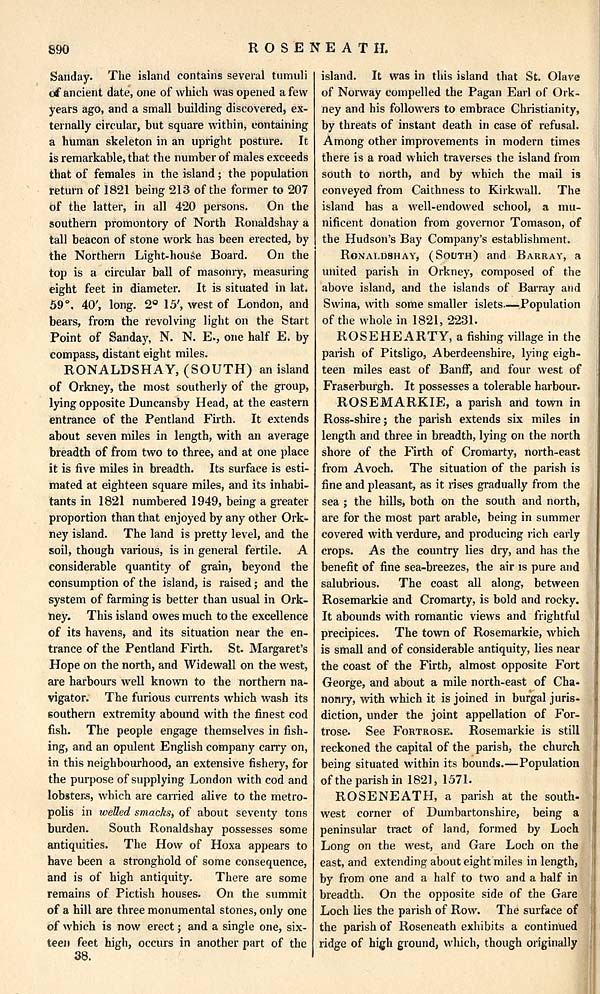 890
ROSENEATH.
Sanday. The island contains several tumuli
of ancient date, one of which was opened a few
years ago, and a small building discovered, ex-
ternally circular, but square within, containing
a human skeleton in an upright posture. It
is remarkable, that the number of males exceeds
that of females in the island; the population
return of 1821 being 213 of the former to 207
of the latter, in all 420 persons. On the
southern promontory of North Ronaldshay a
tall beacon of stone work has been erected, by
the Northern Light-house Board. On the
top is a circular ball of masonry, measuring
eight feet in diameter. It is situated in lat.
59°. 40′, long. 2° 15′, west of London, and
bears, from the revolving light on the Start
Point of Sanday, N. N. E., one half E. by
compass, distant eight miles.
RONALDSHAY, (SOUTH) an island
of Orkney, the most southerly of the group,
lying opposite Duncansby Head, at the eastern
entrance of the Pentland Firth. It extends
about seven miles in length, with an average
breadth of from two to three, and at one place
it is five miles in breadth. Its surface is esti-
mated at eighteen square miles, and its inhabi-
tants in 1821 numbered 1949, being a greater
proportion than that enjoyed by any other Ork-
ney island. The land is pretty level, and the
soil, though various, is in general fertile. A
considerable quantity of grain, beyond the
consumption of the island, is raised; and the
system of farming is better than usual in Ork-
ney. This island owes much to the excellence
of its havens, and its situation near the en-
trance of the Pentland Firth. St. Margaret's
Hope on the north, and Widewall on the west,
are harbours well known to the northern na-
vigator. The furious currents which wash its
southern extremity abound with the finest cod
fish. The people engage themselves in fish-
ing, and an opulent English company carry on,
in this neighbourhood, an extensive fishery, for
the purpose of supplying London with cod and
lobsters, which are carried alive to the metro-
polis in welled smacks, of about seventy tons
burden. South Ronaldshay possesses some
antiquities. The How of Hoxa appears to
have been a stronghold of some consequence,
and is of high antiquity. There are some
remains of Pictish houses. On the summit
of a hill are three monumental stones, only one
of which is now erect; and a single one, six-
teen feet high, occurs in another part of the
38.
island. It was in this island that St. Olave
of Norway compelled the Pagan Earl of Ork-
ney and his followers to embrace Christianity,
by threats of instant death in case of refusal.
Among other improvements in modern times
there is a road which traverses the island from
south to north, and by which the mail is
conveyed from Caithness to Kirkwall. The
island has a well-endowed school, a mu-
nificent donation from governor Tomason, of
the Hudson's Bay Company's establishment.
RONALDSHAY, (SOUTH) and BARRAY, a
united parish in Orkney, composed of the
above island, and the islands of Barray and
Swina, with some smaller islets.—Population
of the whole in 1821, 2231.
ROSEHEARTY, a fishing village in the
parish of Pitsligo, Aberdeenshire, lying eigh-
teen miles east of Banff, and four west of
Fraserburgh. It possesses a tolerable harbour.
ROSEMARKIE, a parish and town in
Ross-shire; the parish extends six miles in
length and three in breadth, lying on the north
shore of the Firth of Cromarty, north-east
from Avoch. The situation of the parish is
fine and pleasant, as it rises gradually from the
sea; the hills, both on the south and north,
are for the most part arable, being in summer
covered with verdure, and producing rich early
crops. As the country lies dry, and has the
benefit of fine sea-breezes, the air is pure and
salubrious. The coast all along, between
Rosemarkie and Cromarty, is bold and rocky.
It abounds with romantic views and frightful
precipices. The town of Rosemarkie, which
is small and of considerable antiquity, lies near
the coast of the Firth, almost opposite Fort
George, and about a mile north-east of Cha-
nonry, with which it is joined in burgal juris-
diction, under the joint appellation of For-
trose. See FORTROSE. Rosemarkie is still
reckoned the capital of the parish, the church
being situated within its bounds.—Population
of the parish in 1821, 1571.
ROSENEATH, a parish at the south-
west corner of Dumbartonshire, being a
peninsular tract of land, formed by Loch
Long on the west, and Gare Loch on the
east, and extending about eight miles in length,
by from one and a half to two and a half in
breadth. On the opposite side of the Gare
Loch lies the parish of Row. The surface of
the parish of Roseneath exhibits a continued
ridge of high ground, which, though originally